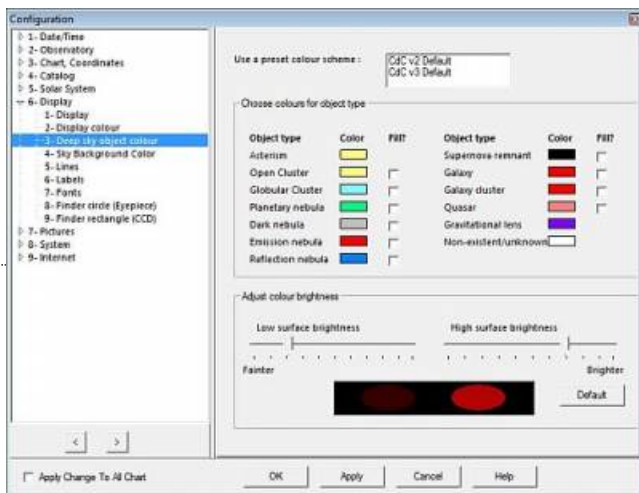 Configuration
1- Date/Time
2- Observatory
3- Chart, Coordinates
4- Catalog
5- Solar System
6- Display
1- Display
2- Display colour
3- Deep sky object colour
4- Sky Background Color
5- Lines
6- Labels
7- Fonts
8- Finder circle (Eyepiece)
9- Finder rectangle (CCD)
7- Pictures
8- System
9- Internet
< >
Use a preset colour scheme :
CdC v2 Default
CdC v3 Default
Choose colours for object type
Object type Color Fill? Object type Color Fill?
Asterism Supernova remnant
Open Cluster Galaxy
Globular Cluster Galaxy cluster
Planetary nebula Quasar
Dark nebula Gravitational lens
Emission nebula Non-existent/unknown
Reflection nebula
Adjust colour brightness
Low surface brightness High surface brightness
Fainter Brighter
Default
Apply Change To All Chart OK Apply Cancel Help